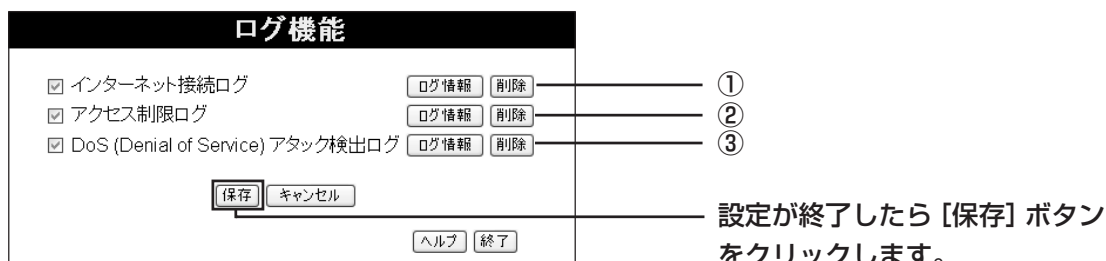 ログ機能
インターネット接続ログ ログ情報 削除 ①
アクセス制限ログ ログ情報 削除 ②
DoS (Denial of Service) アタック検出ログ ログ情報 削除 ③
保存 キャンセル
設定が終了したら [保存] ボタン
をクリックします。
ヘルプ 終了